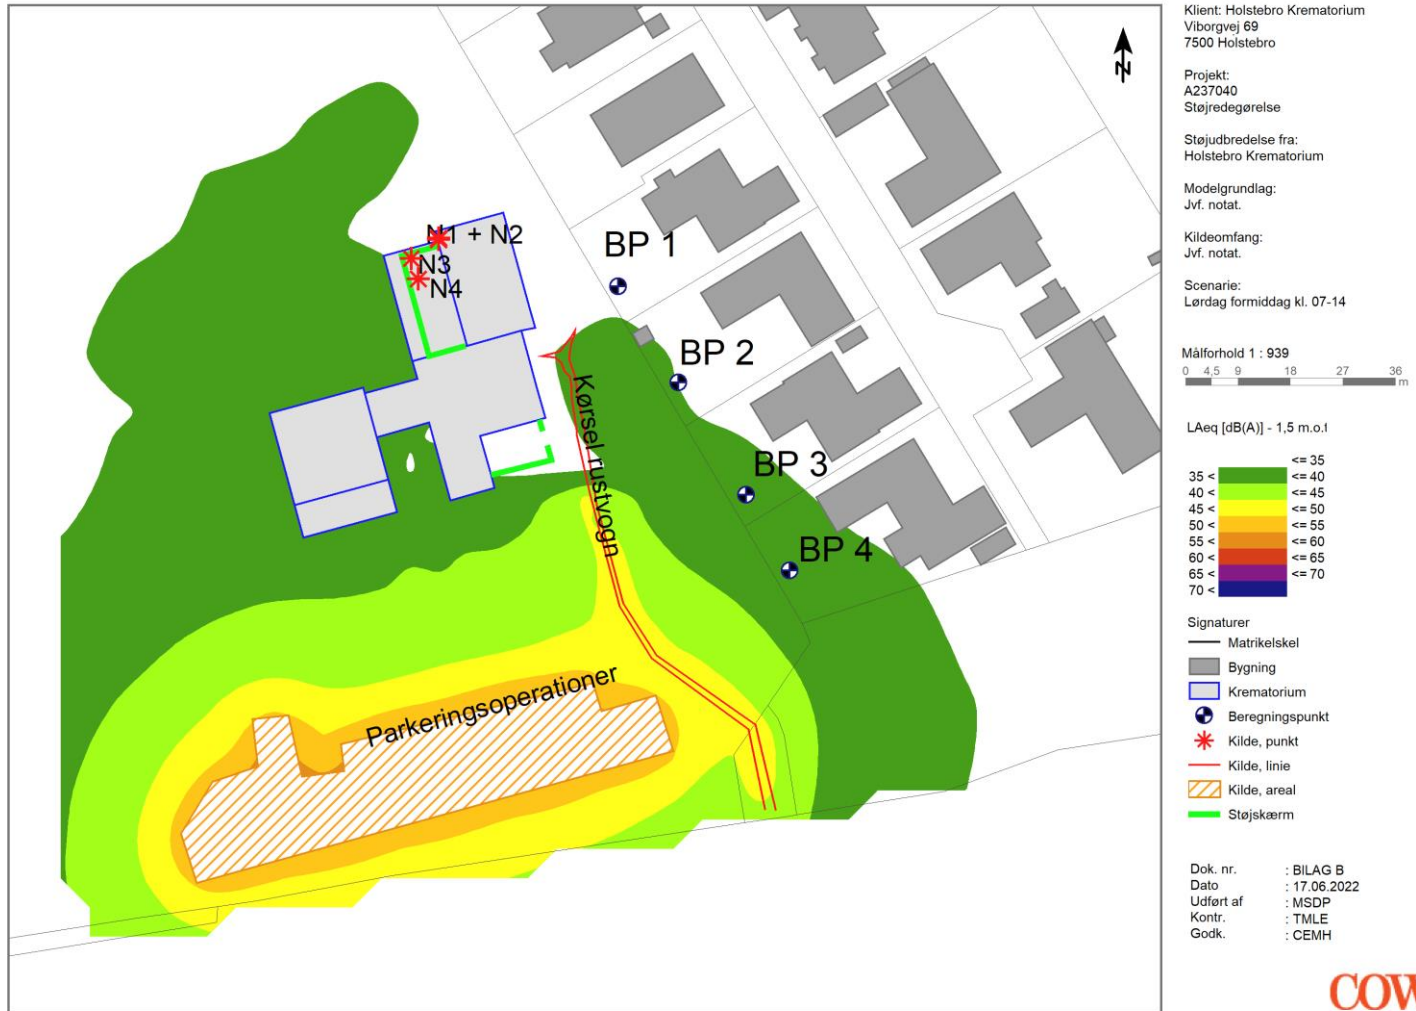 N1 + N2
N3
N4
BP 1
BP 2
BP 3
BP 4
Kørsel rustvogn
Parkeringsoperationer
N
Klient: Holstebro Krematorium
Viborgvej 69
7500 Holstebro
Projekt:
A237040
Støjredegørelse
Støjudbredelse fra:
Holstebro Krematorium
Modelgrundlag:
Jvf. notat.
Kildeomfang:
Jvf. notat.
Scenarie:
Lørdag formiddag kl. 07-14
Målforhold 1 : 939
0 4,5 9 18 27 36 m
LAeq [dB(A)] - 1,5 m.o.t
<= 35
35 < <= 40
40 < <= 45
45 < <= 50
50 < <= 55
55 < <= 60
60 < <= 65
65 < <= 70
70 <
Signaturer
Matrikelskel
Bygning
Krematorium
Beregningspunkt
Kilde, punkt
Kilde, linie
Kilde, areal
Støjskærm
Dok. nr. : BILAG B
Dato : 17.06.2022
Udført af : MSDP
Kontr. : TMLE
Godk. : CEMH
COW